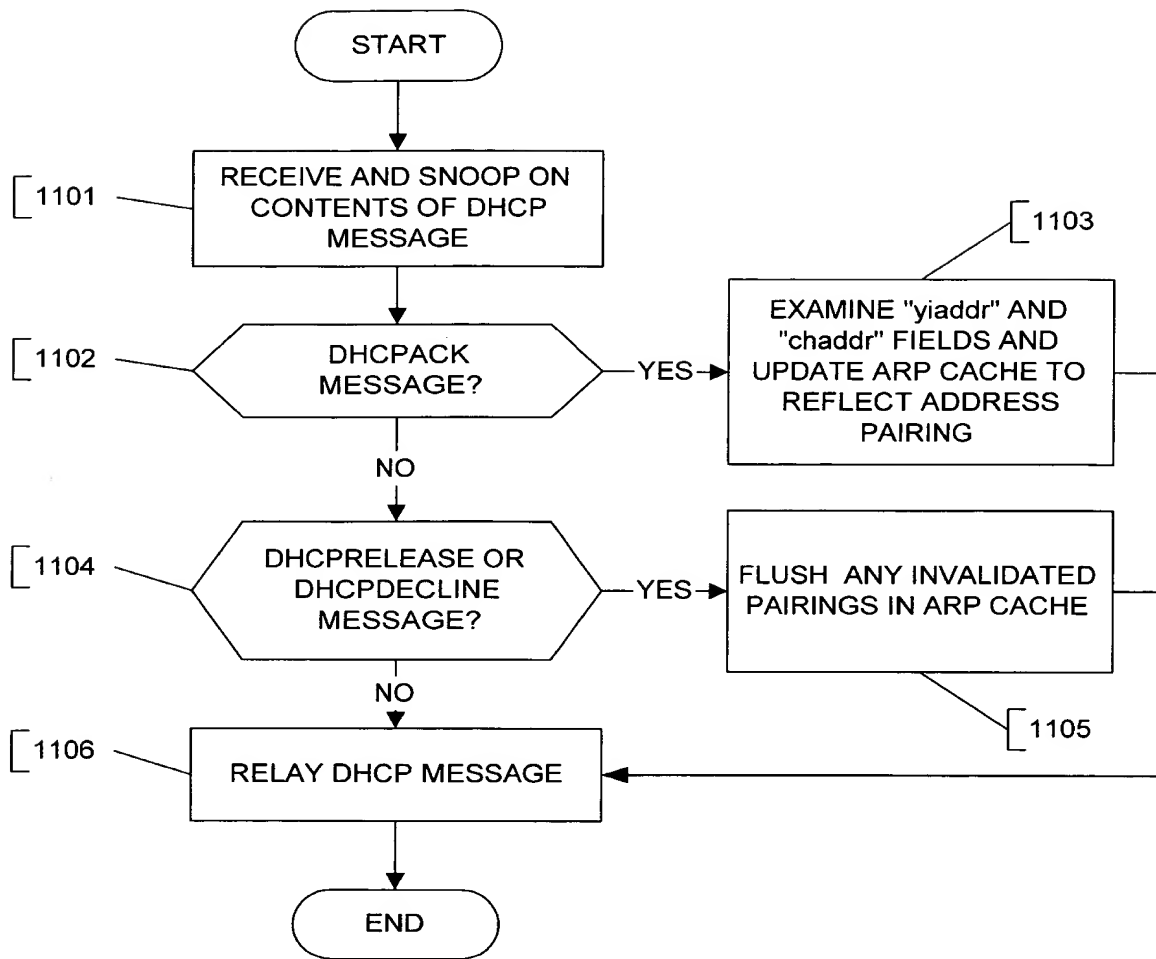 START
1101
RECEIVE AND SNOOP ON
CONTENTS OF DHCP
MESSAGE
1102
DHCPACK
MESSAGE?
YES
1103
EXAMINE "yiaddr" AND
"chaddr" FIELDS AND
UPDATE ARP CACHE TO
REFLECT ADDRESS
PAIRING
NO
1104
DHCPRELEASE OR
DHCPDECLINE
MESSAGE?
YES
FLUSH ANY INVALIDATED
PAIRINGS IN ARP CACHE
1105
NO
1106
RELAY DHCP MESSAGE
END